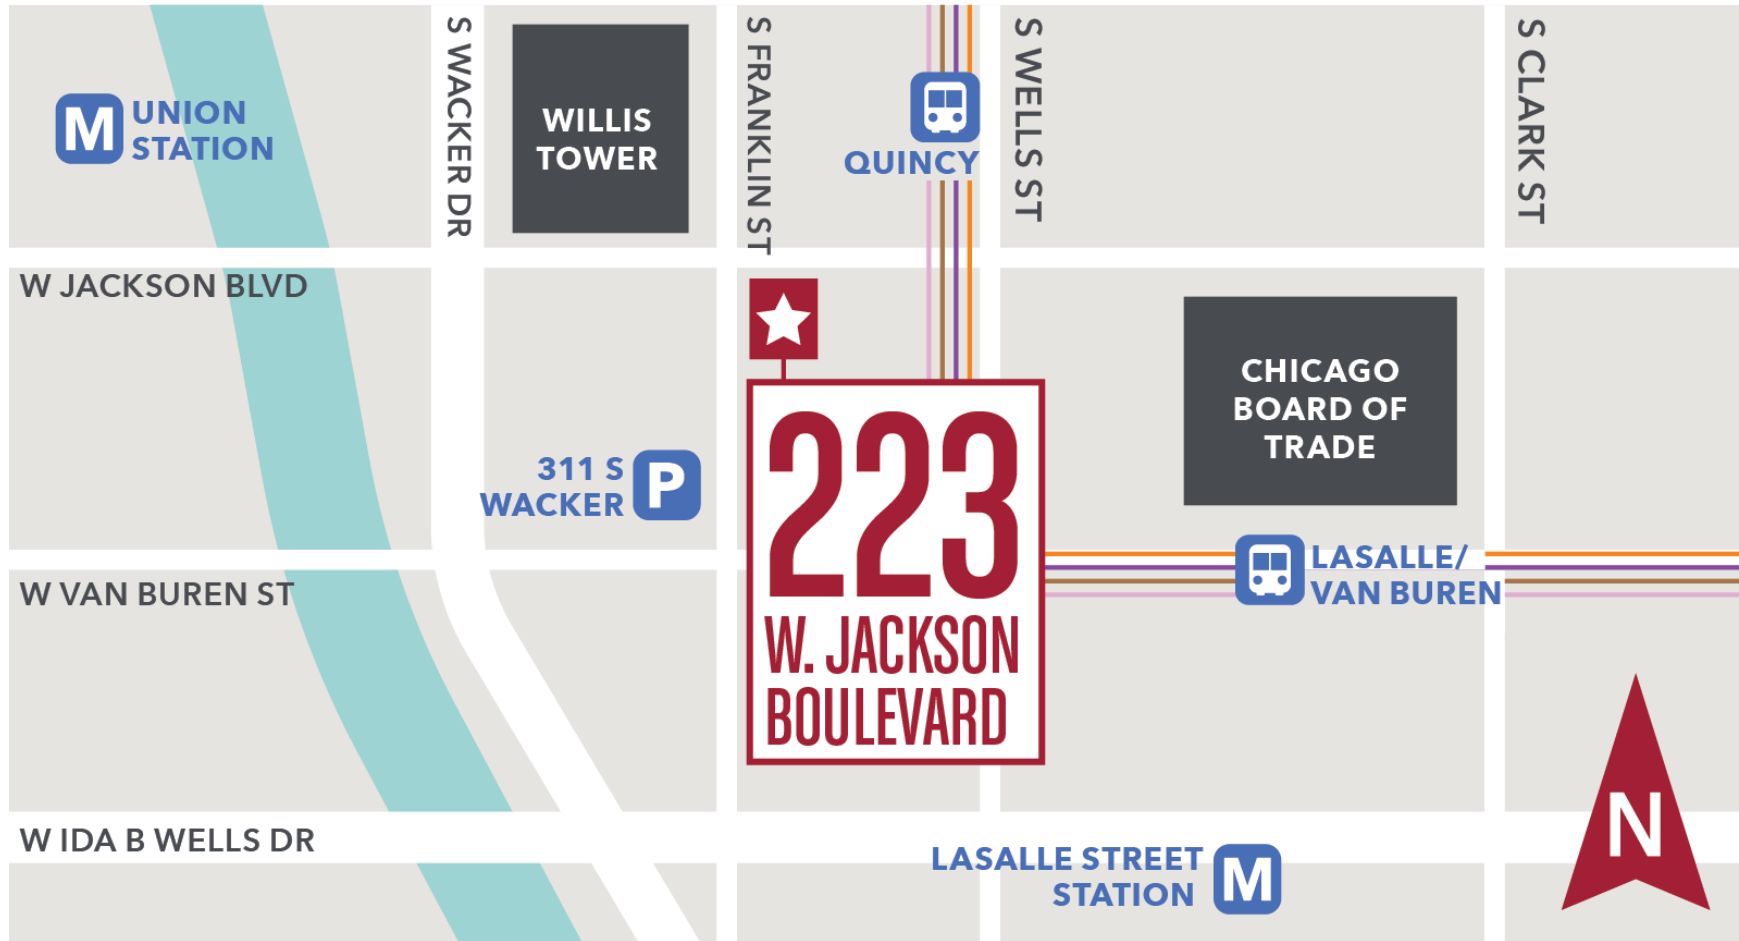 M UNION
STATION
S WACKER DR
WILLIS
TOWER
S FRANKLIN ST
QUINCY
S WELLS ST
S CLARK ST
W JACKSON BLVD
CHICAGO
BOARD OF
TRADE
311 S
WACKER
P
223
W. JACKSON
BOULEVARD
W VAN BUREN ST
LASALLE/
VAN BUREN
N
W IDA B WELLS DR
LASALLE STREET
STATION
M